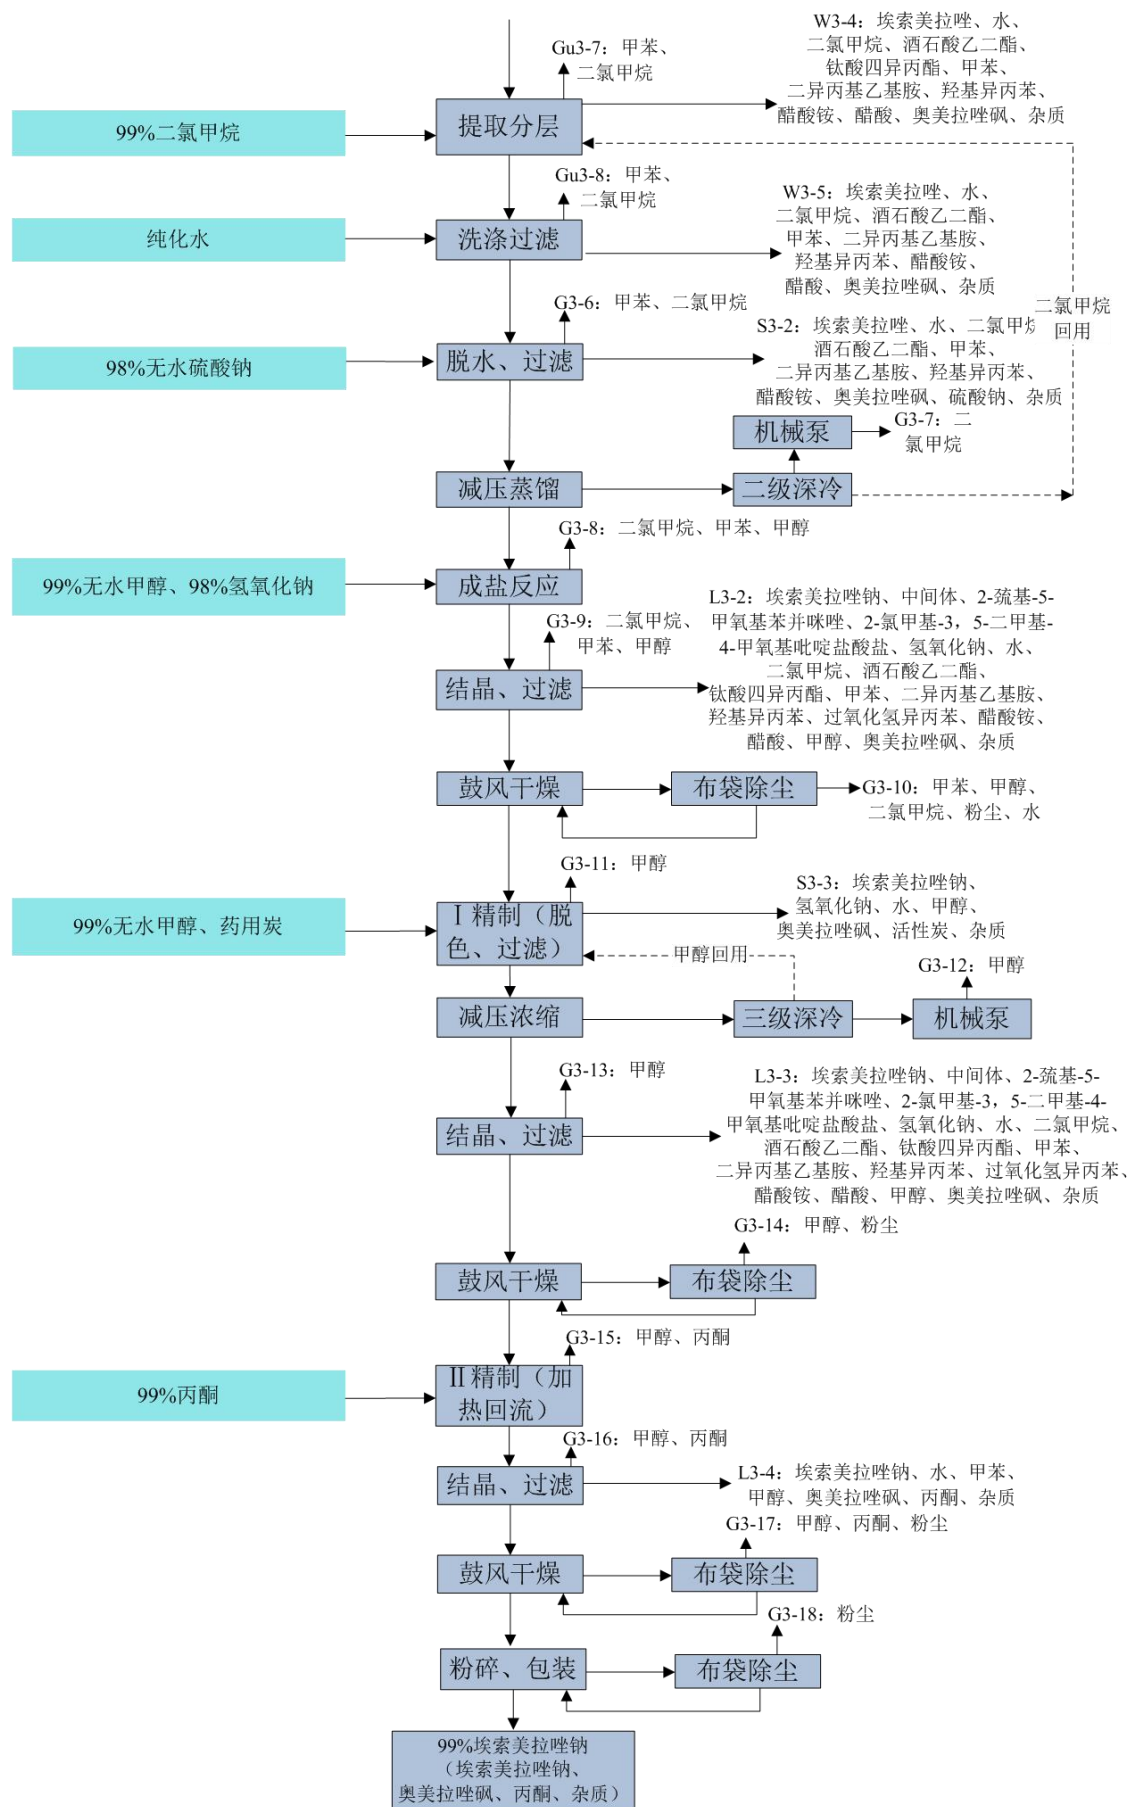 Gu3-7：甲苯、
二氯甲烷
W3-4：埃索美拉唑、水、
二氯甲烷、酒石酸乙二酯、
钛酸四异丙酯、甲苯、
二异丙基乙基胺、羟基异丙苯、
醋酸铵、醋酸、奥美拉唑砜、杂质
99%二氯甲烷
提取分层
Gu3-8：甲苯、
二氯甲烷
W3-5：埃索美拉唑、水、
二氯甲烷、酒石酸乙二酯、
甲苯、二异丙基乙基胺、
羟基异丙苯、醋酸铵、
醋酸、奥美拉唑砜、杂质
纯化水
洗涤过滤
二氯甲烷
回用
G3-6：甲苯、二氯甲烷
S3-2：埃索美拉唑、水、二氯甲烷
酒石酸乙二酯、甲苯、
二异丙基乙基胺、羟基异丙苯、
醋酸铵、奥美拉唑砜、硫酸钠、杂质
98%无水硫酸钠
脱水、过滤
机械泵
G3-7：二
氯甲烷
减压蒸馏
二级深冷
G3-8：二氯甲烷、甲苯、甲醇
99%无水甲醇、98%氢氧化钠
成盐反应
G3-9：二氯甲烷、
甲苯、甲醇
L3-2：埃索美拉唑钠、中间体、2-巯基-5-
甲氧基苯并咪唑、2-氯甲基-3，5-二甲基-
4-甲氧基吡啶盐酸盐、氢氧化钠、水、
二氯甲烷、酒石酸乙二酯、
钛酸四异丙酯、甲苯、二异丙基乙基胺、
羟基异丙苯、过氧化氢异丙苯、醋酸铵、
醋酸、甲醇、奥美拉唑砜、杂质
结晶、过滤
鼓风干燥
布袋除尘
G3-10：甲苯、甲醇、
二氯甲烷、粉尘、水
G3-11：甲醇
S3-3：埃索美拉唑钠、
氢氧化钠、水、甲醇、
奥美拉唑砜、活性炭、杂质
99%无水甲醇、药用炭
Ⅰ精制（脱
色、过滤）
甲醇回用
G3-12：甲醇
减压浓缩
三级深冷
机械泵
G3-13：甲醇
L3-3：埃索美拉唑钠、中间体、2-巯基-5-
甲氧基苯并咪唑、2-氯甲基-3，5-二甲基-4-
甲氧基吡啶盐酸盐、氢氧化钠、水、二氯甲烷、
酒石酸乙二酯、钛酸四异丙酯、甲苯、
二异丙基乙基胺、羟基异丙苯、过氧化氢异丙苯、
醋酸铵、醋酸、甲醇、奥美拉唑砜、杂质
结晶、过滤
G3-14：甲醇、粉尘
鼓风干燥
布袋除尘
G3-15：甲醇、丙酮
99%丙酮
Ⅱ精制（加
热回流）
G3-16：甲醇、丙酮
结晶、过滤
L3-4：埃索美拉唑钠、水、甲苯、
甲醇、奥美拉唑砜、丙酮、杂质
G3-17：甲醇、丙酮、粉尘
鼓风干燥
布袋除尘
G3-18：粉尘
粉碎、包装
布袋除尘
99%埃索美拉唑钠
（埃索美拉唑钠、
奥美拉唑砜、丙酮、杂质）